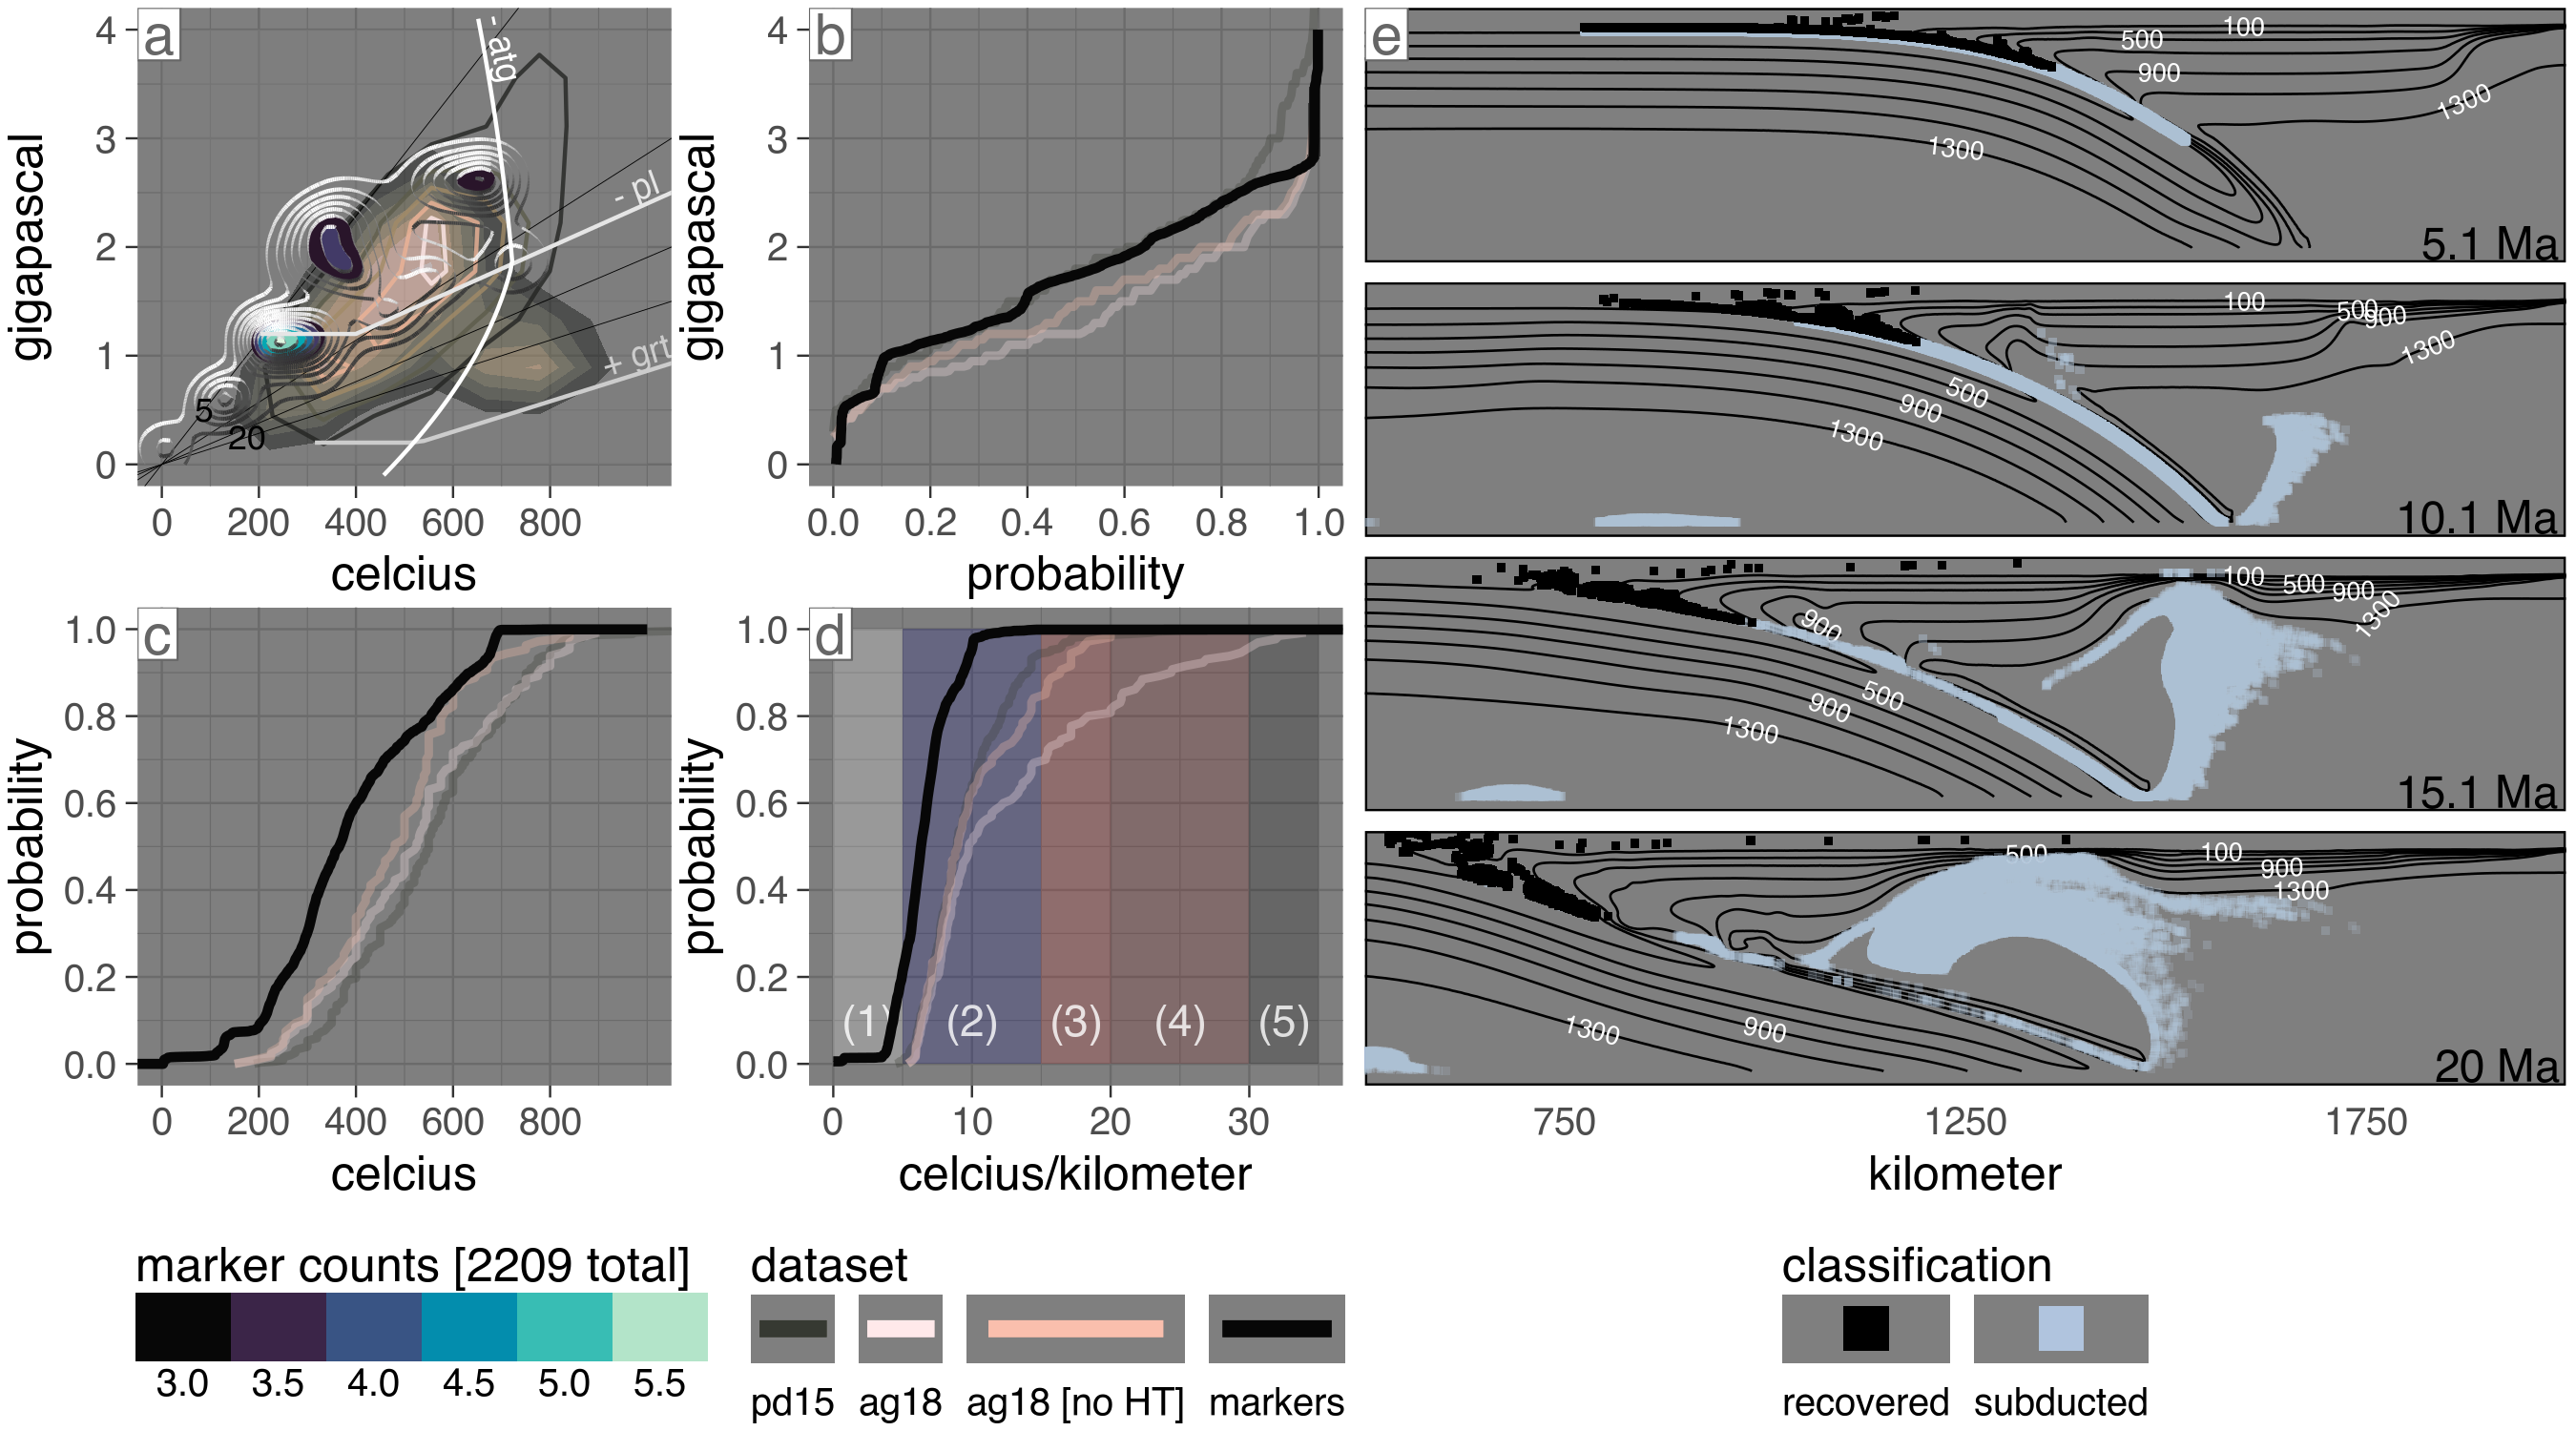 a
4
3
2
1
0
gigapascal
- atg
- pl
+ grt
5
20
0 200 400 600 800
celcius
b
4
3
2
1
0
gigapascal
0.0 0.2 0.4 0.6 0.8 1.0
probability
c
1.0
0.8
0.6
0.4
0.2
0.0
probability
0 200 400 600 800
celcius
d
1.0
0.8
0.6
0.4
0.2
0.0
probability
(1) (2) (3) (4) (5)
0 10 20 30
celcius/kilometer
e
100
500
900
1300
1300
5.1 Ma
100
500
900
1300
500
900
1300
10.1 Ma
100
500
900
1300
900
500
900
1300
15.1 Ma
500
100
900
1300
1300
900
20 Ma
750 1250 1750
kilometer
marker counts [2209 total]
3.0 3.5 4.0 4.5 5.0 5.5
dataset
pd15 ag18 ag18 [no HT] markers
classification
recovered subducted